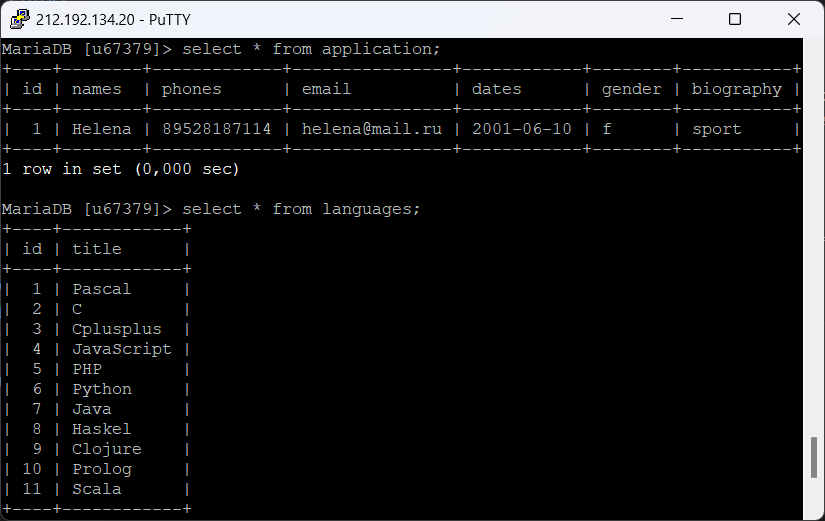 212.192.134.20 - PuTTY
MariaDB [u67379]> select * from application;
+----+--------+-------------+----------------+------------+--------+-----------+
| id | names  | phones      | email          | dates      | gender | biography |
+----+--------+-------------+----------------+------------+--------+-----------+
|  1 | Helena | 89528187114 | helena@mail.ru | 2001-06-10 | f      | sport     |
+----+--------+-------------+----------------+------------+--------+-----------+
1 row in set (0,000 sec)
MariaDB [u67379]> select * from languages;
+----+------------+
| id | title      |
+----+------------+
|  1 | Pascal     |
|  2 | C          |
|  3 | Cplusplus  |
|  4 | JavaScript |
|  5 | PHP        |
|  6 | Python     |
|  7 | Java       |
|  8 | Haskel     |
|  9 | Clojure    |
| 10 | Prolog     |
| 11 | Scala      |
+----+------------+